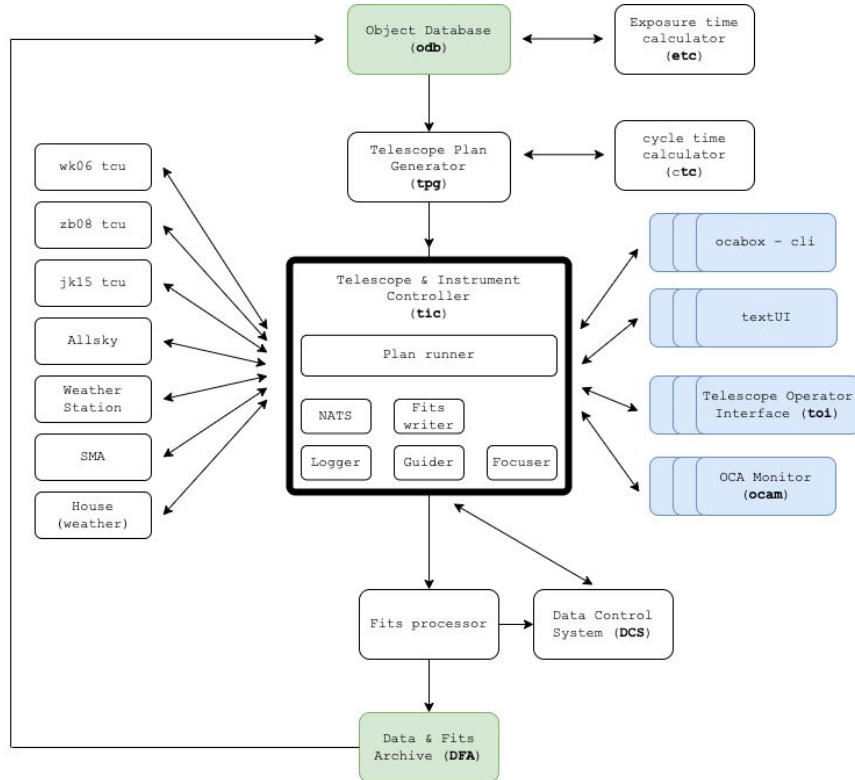 Object Database
(odb)
Exposure time
calculator
(etc)
Telescope Plan
Generator
(tpg)
cycle time
calculator
(ctc)
wk06 tcu
zb08 tcu
jk15 tcu
Allsky
Weather
Station
SMA
House
(weather)
Telescope & Instrument
Controller
(tic)
Plan runner
NATS
Fits
writer
Logger
Guider
Focuser
ocabox - cli
textUI
Telescope Operator
Interface (toi)
OCA Monitor
(ocam)
Fits processor
Data Control
System (DCS)
Data & Fits
Archive (DFA)